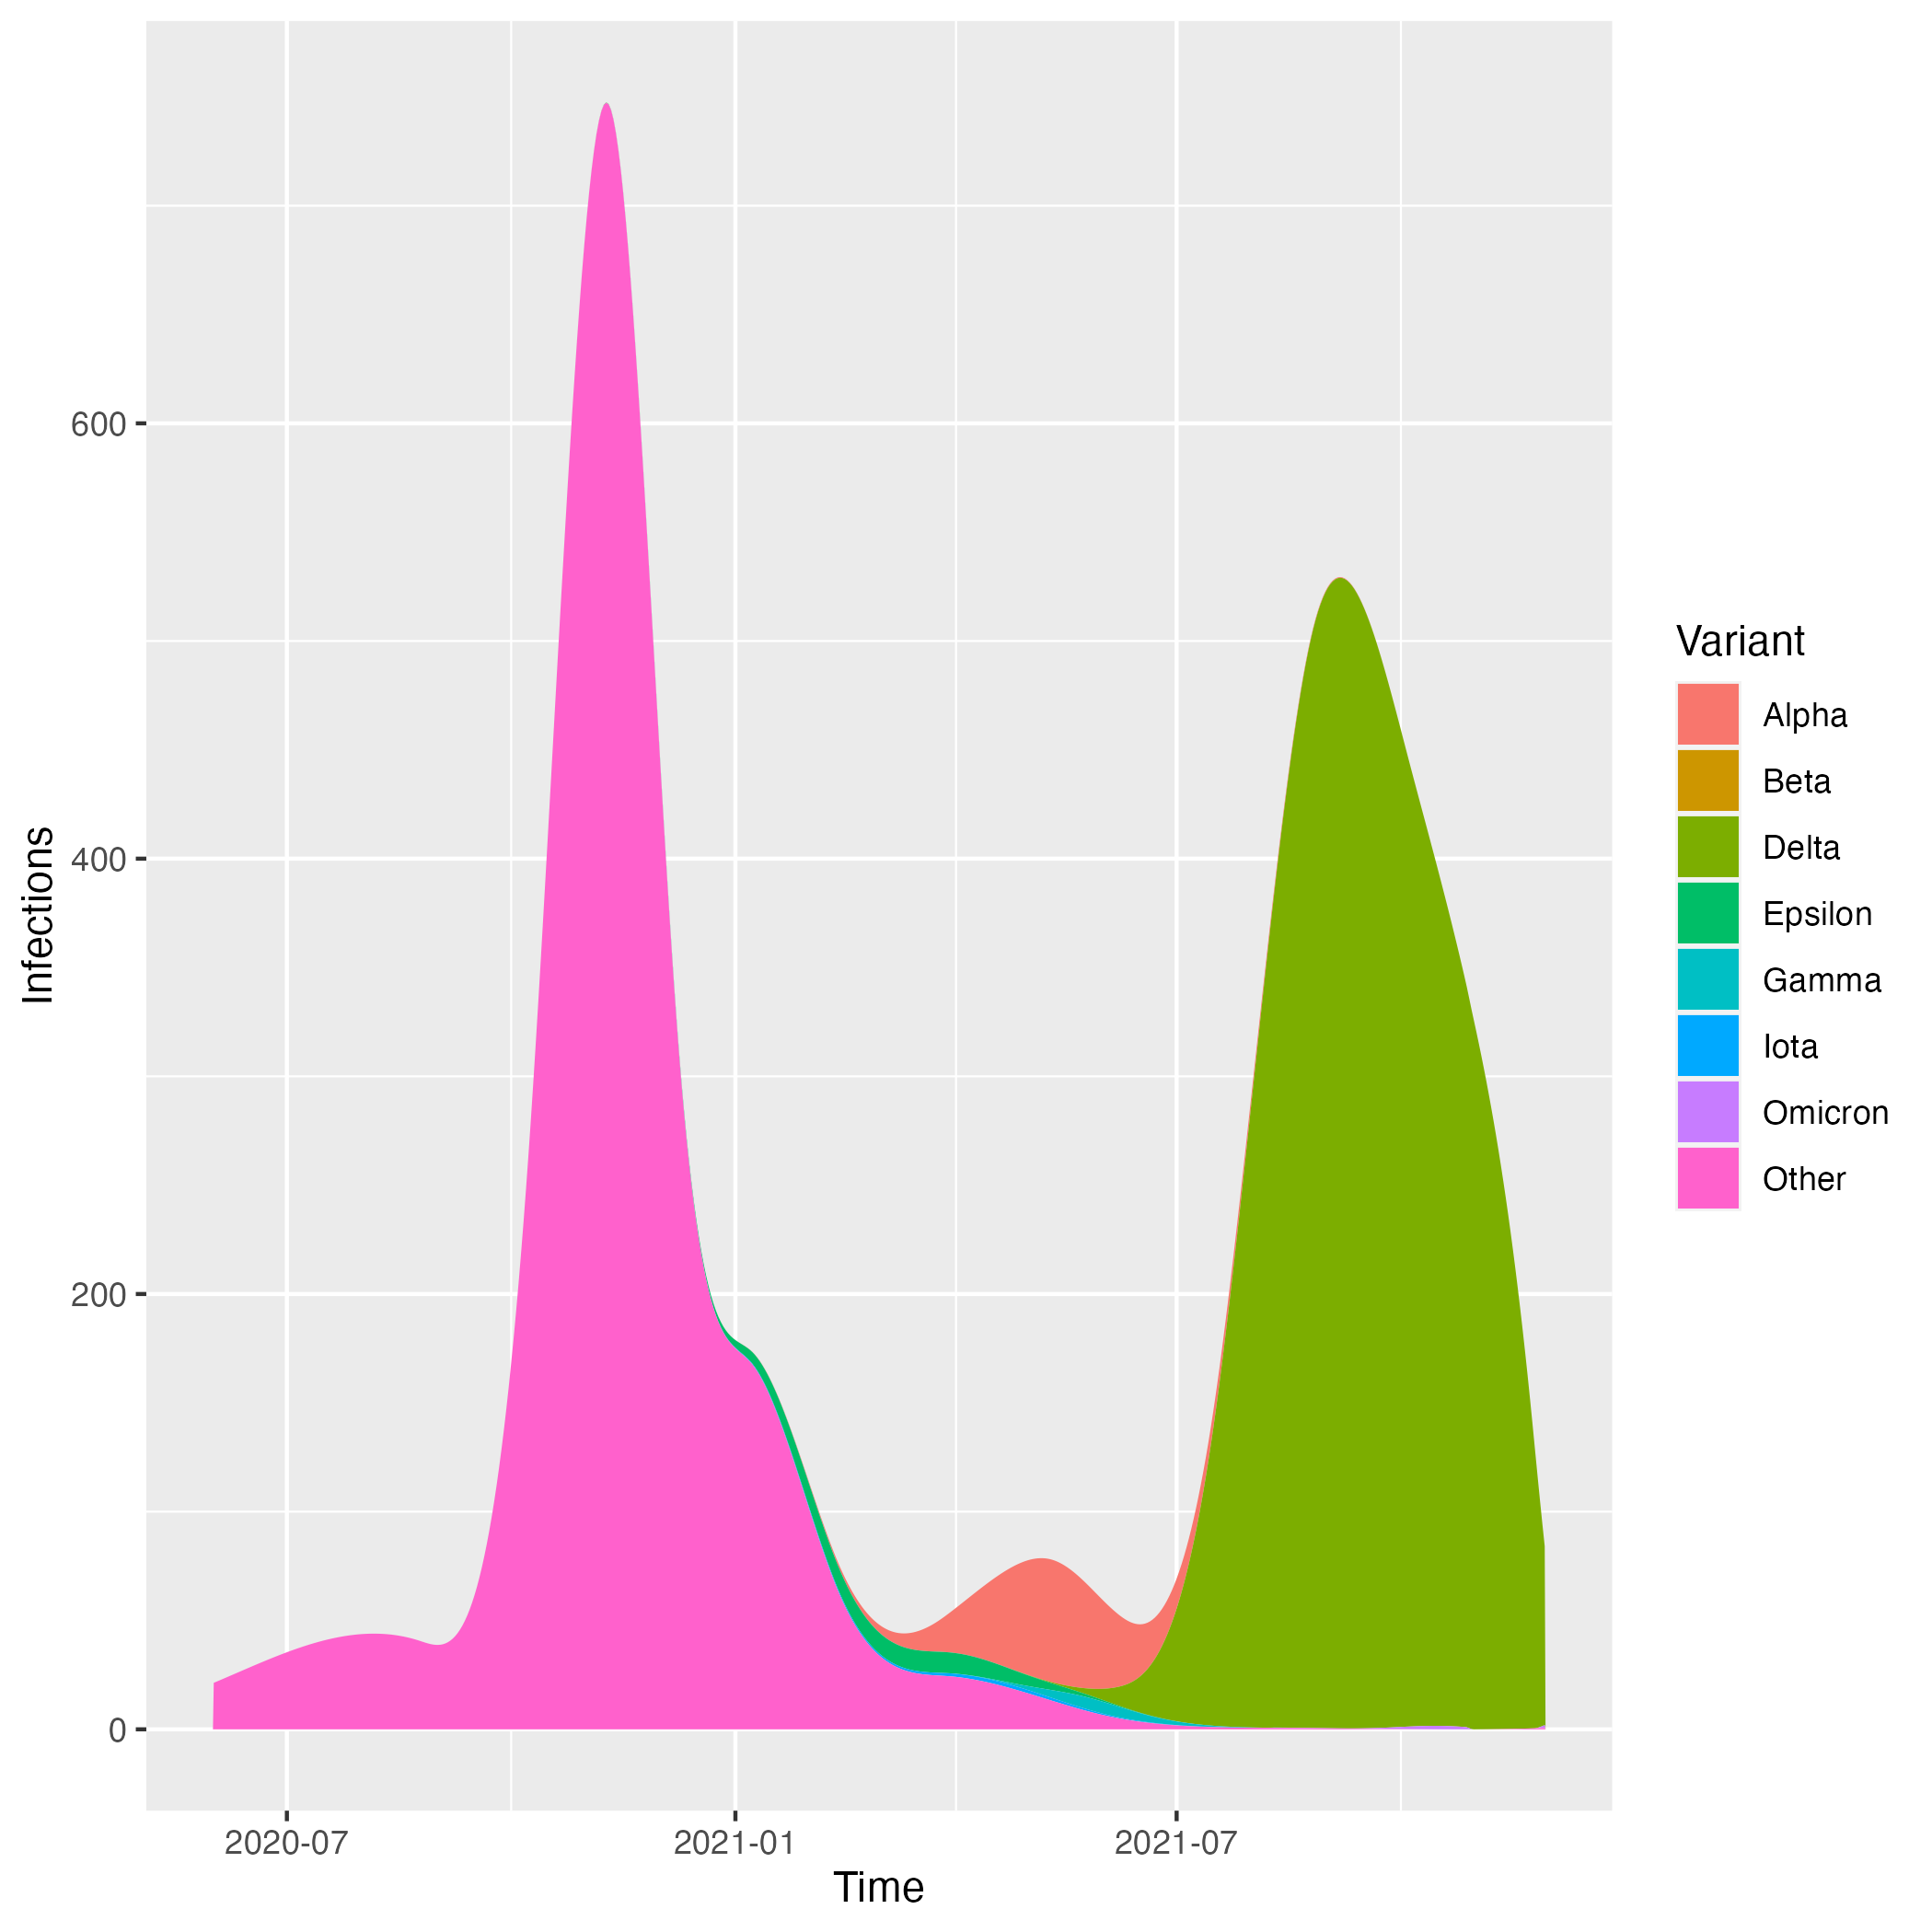 Infections
600
400
200
0
2020-07
2021-01
2021-07
Time
Variant
Alpha
Beta
Delta
Epsilon
Gamma
Iota
Omicron
Other